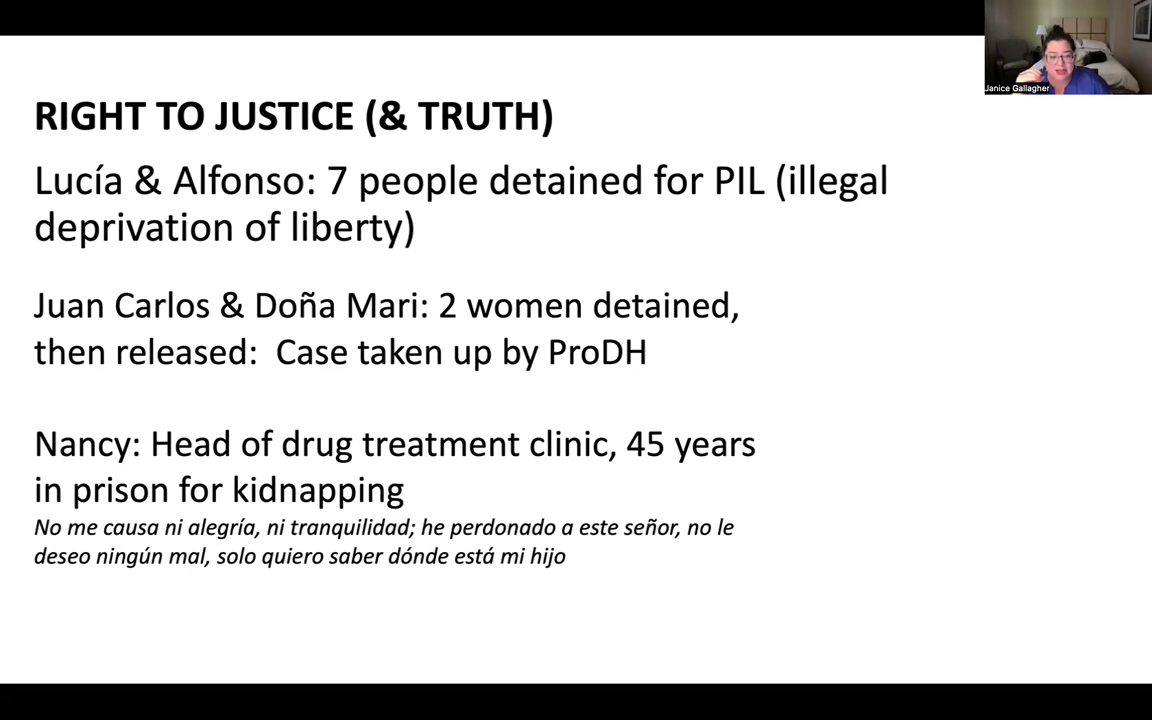 Janice Gallagher
RIGHT TO JUSTICE (& TRUTH)
Lucía & Alfonso: 7 people detained for PIL (illegal
deprivation of liberty)
Juan Carlos & Doña Mari: 2 women detained,
then released:  Case taken up by ProDH
Nancy: Head of drug treatment clinic, 45 years
in prison for kidnapping
No me causa ni alegría, ni tranquilidad; he perdonado a este señor, no le
deseo ningún mal, solo quiero saber dónde está mi hijo